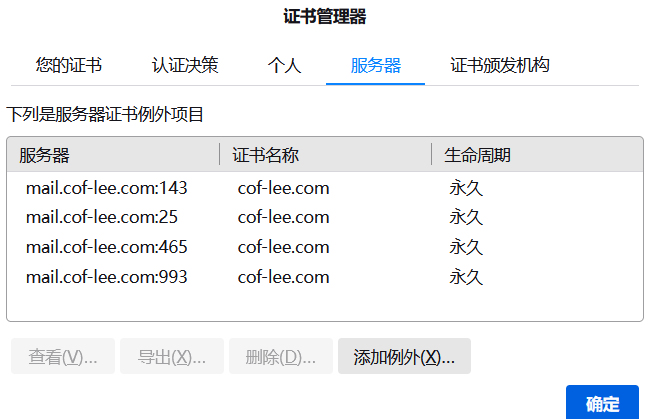 证书管理器
您的证书 认证决策 个人 服务器 证书颁发机构
下列是服务器证书例外项目
服务器 证书名称 生命周期
mail.cof-lee.com:143 cof-lee.com 永久
mail.cof-lee.com:25 cof-lee.com 永久
mail.cof-lee.com:465 cof-lee.com 永久
mail.cof-lee.com:993 cof-lee.com 永久
查看(V)... 导出(X)... 删除(D)... 添加例外(X)...
确定